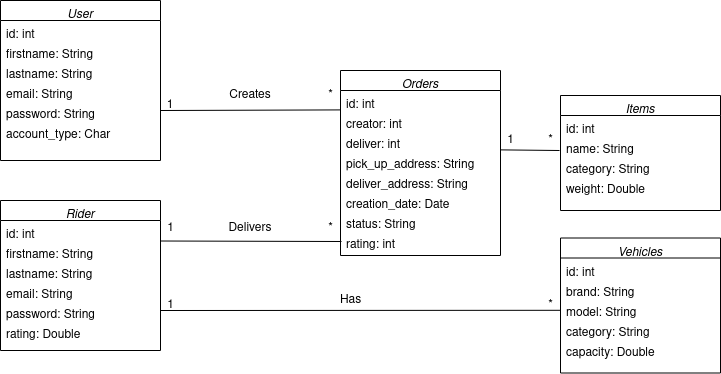 User
id: int
firstname: String
lastname: String
email: String
password: String
account_type: Char
1
Creates
*
Orders
id: int
creator: int
deliver: int
pick_up_address: String
deliver_address: String
creation_date: Date
status: String
rating: int
1
*
Items
id: int
name: String
category: String
weight: Double
Rider
id: int
firstname: String
lastname: String
email: String
password: String
rating: Double
1
Delivers
*
1
Has
*
Vehicles
id: int
brand: String
model: String
category: String
capacity: Double